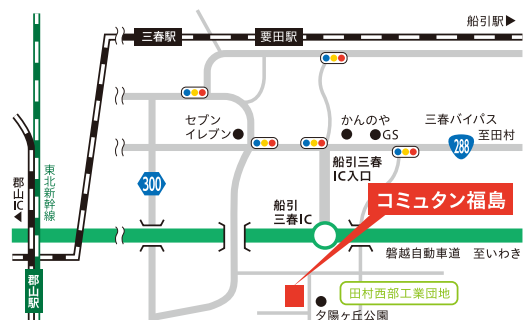 船引駅▶
三春駅
要田駅
セブン
イレブン
かんのや
GS
三春バイパス
至田村
288
船引三春
IC入口
300
郡山IC
東北新幹線
船引
三春IC
コミュタン福島
磐越自動車道
至いわき
郡山駅
田村西部工業団地
夕陽ヶ丘公園